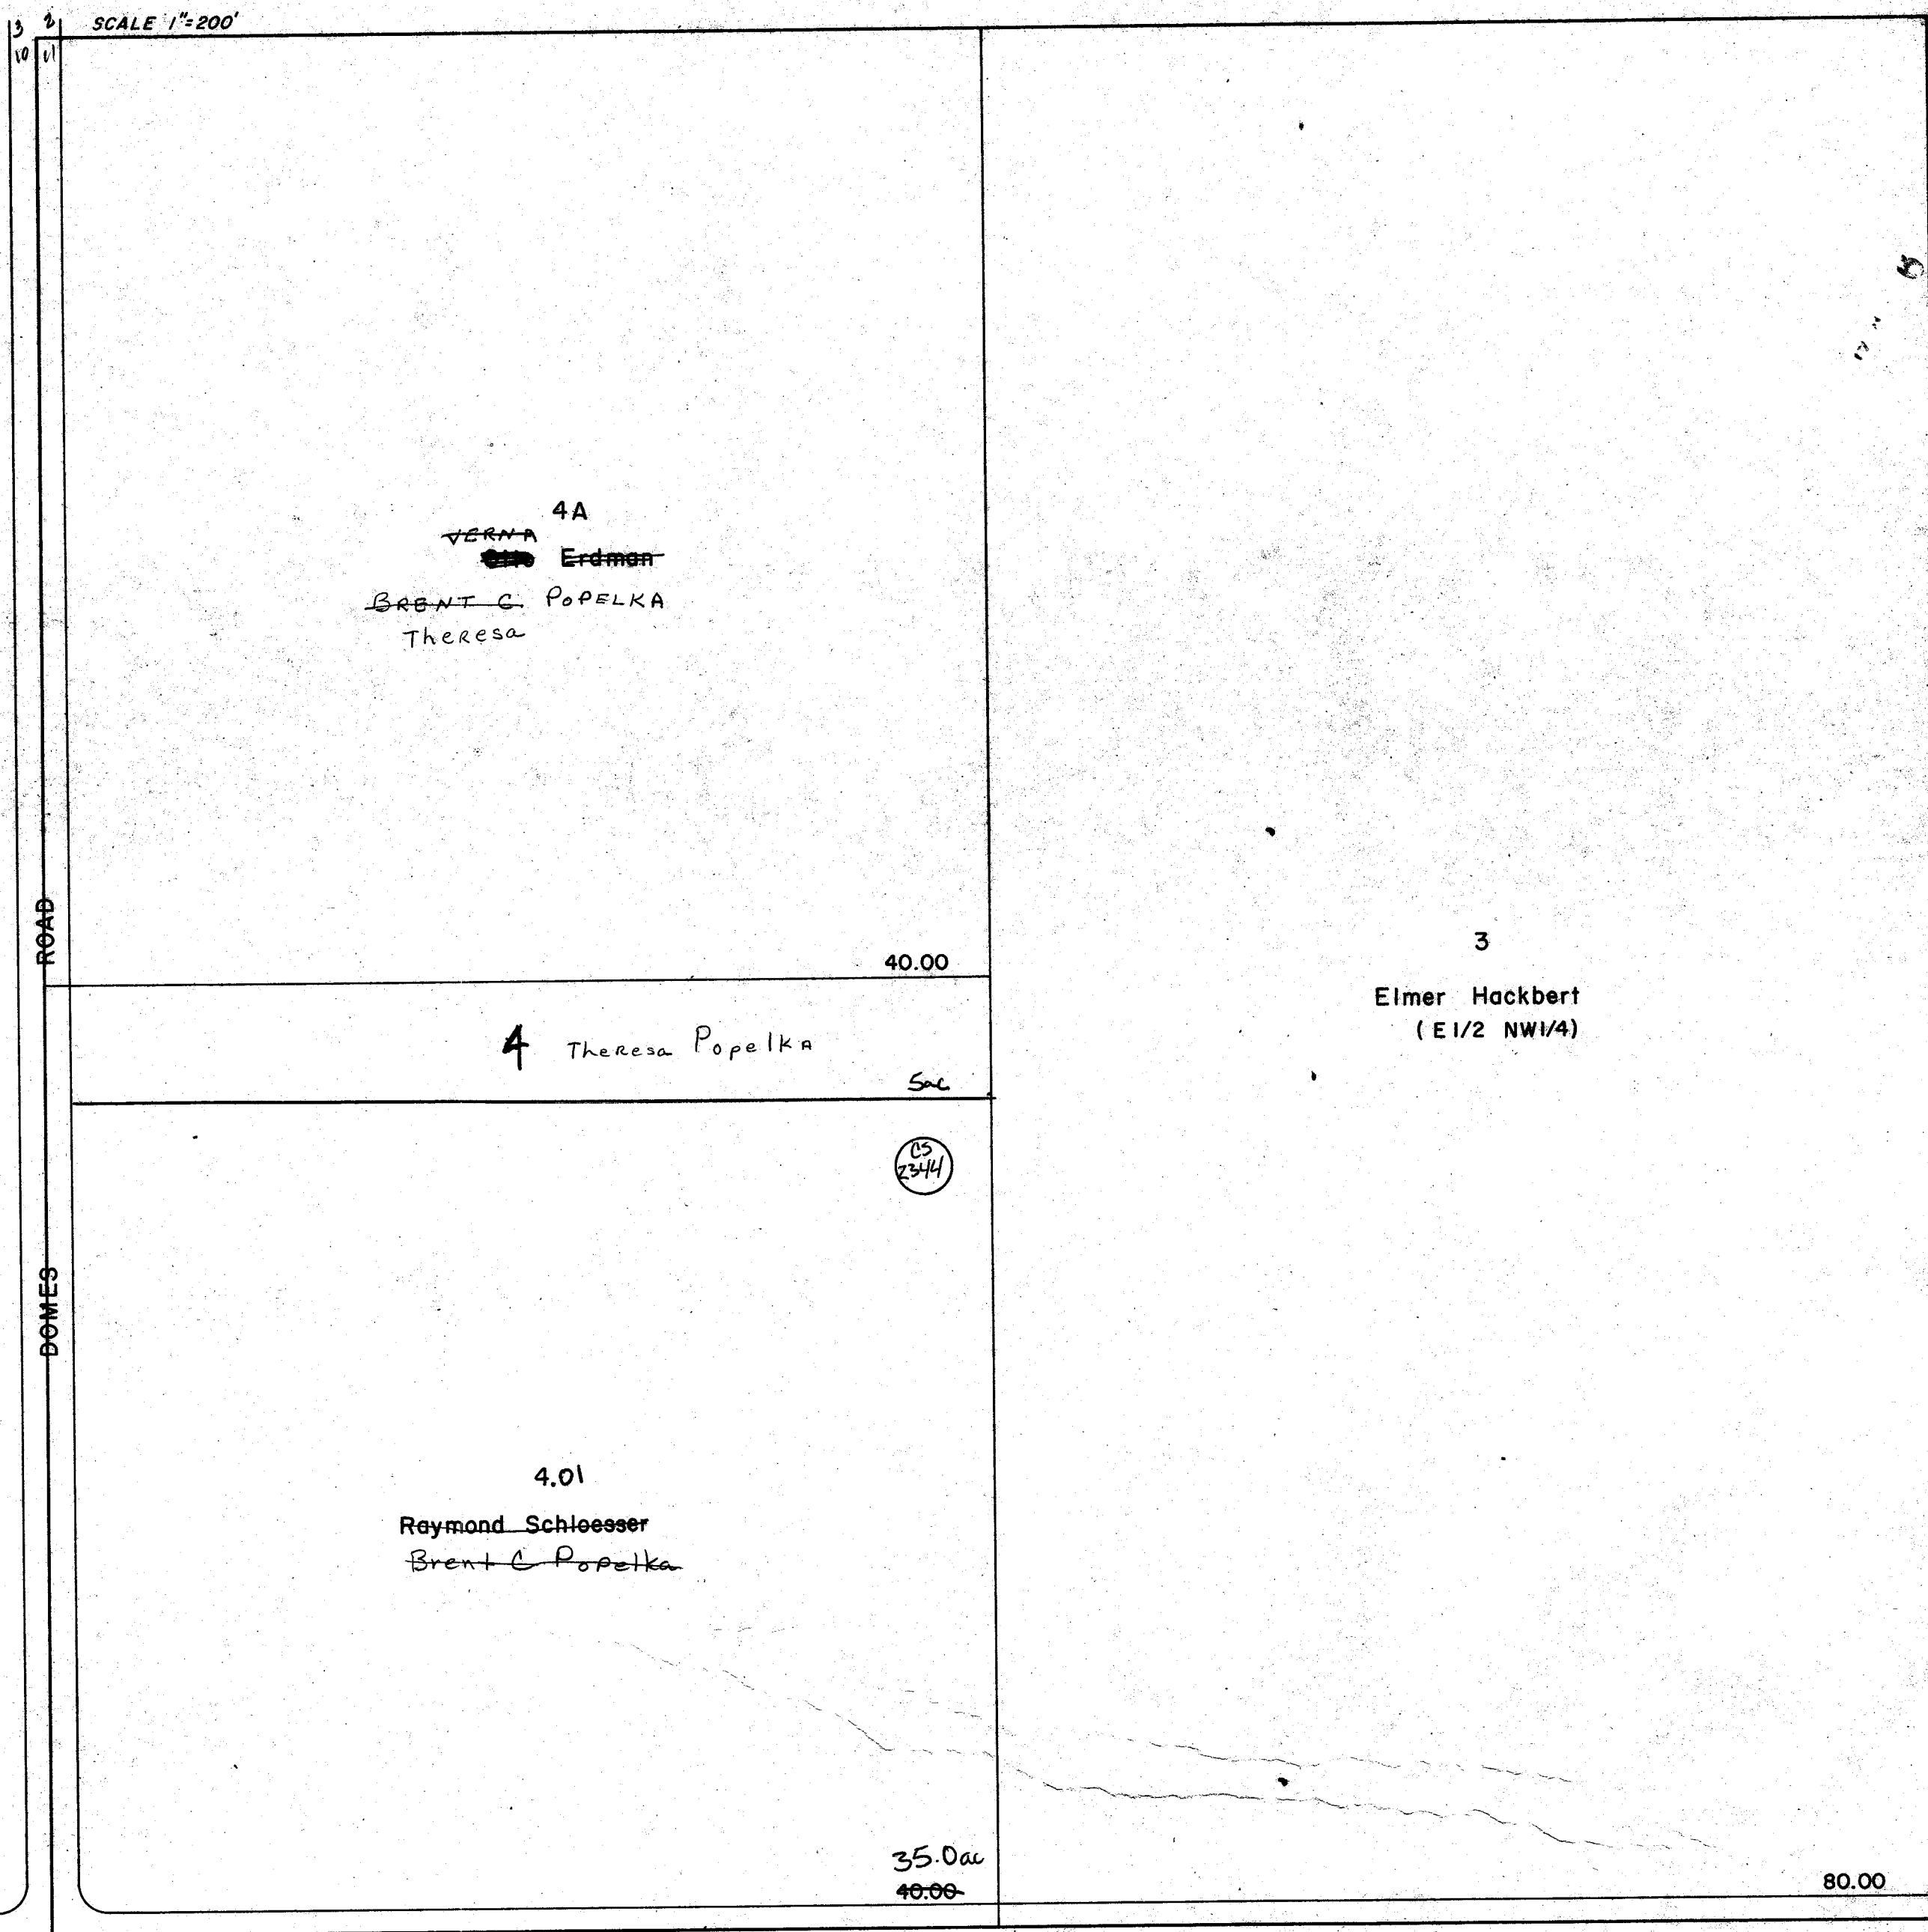 3 2 SCALE 1"=200'
10 11
4A
VERNA
Otto Erdman
BRENT C. POPELKA
Theresa
40.00
ROAD
4 Theresa Popelka
5ac
3
Elmer Hackbert
(E1/2 NW1/4)
CS
2344
DOMES
4.01
Raymond Schloesser
Brent C Popelka
35.0ac
40.00
80.00